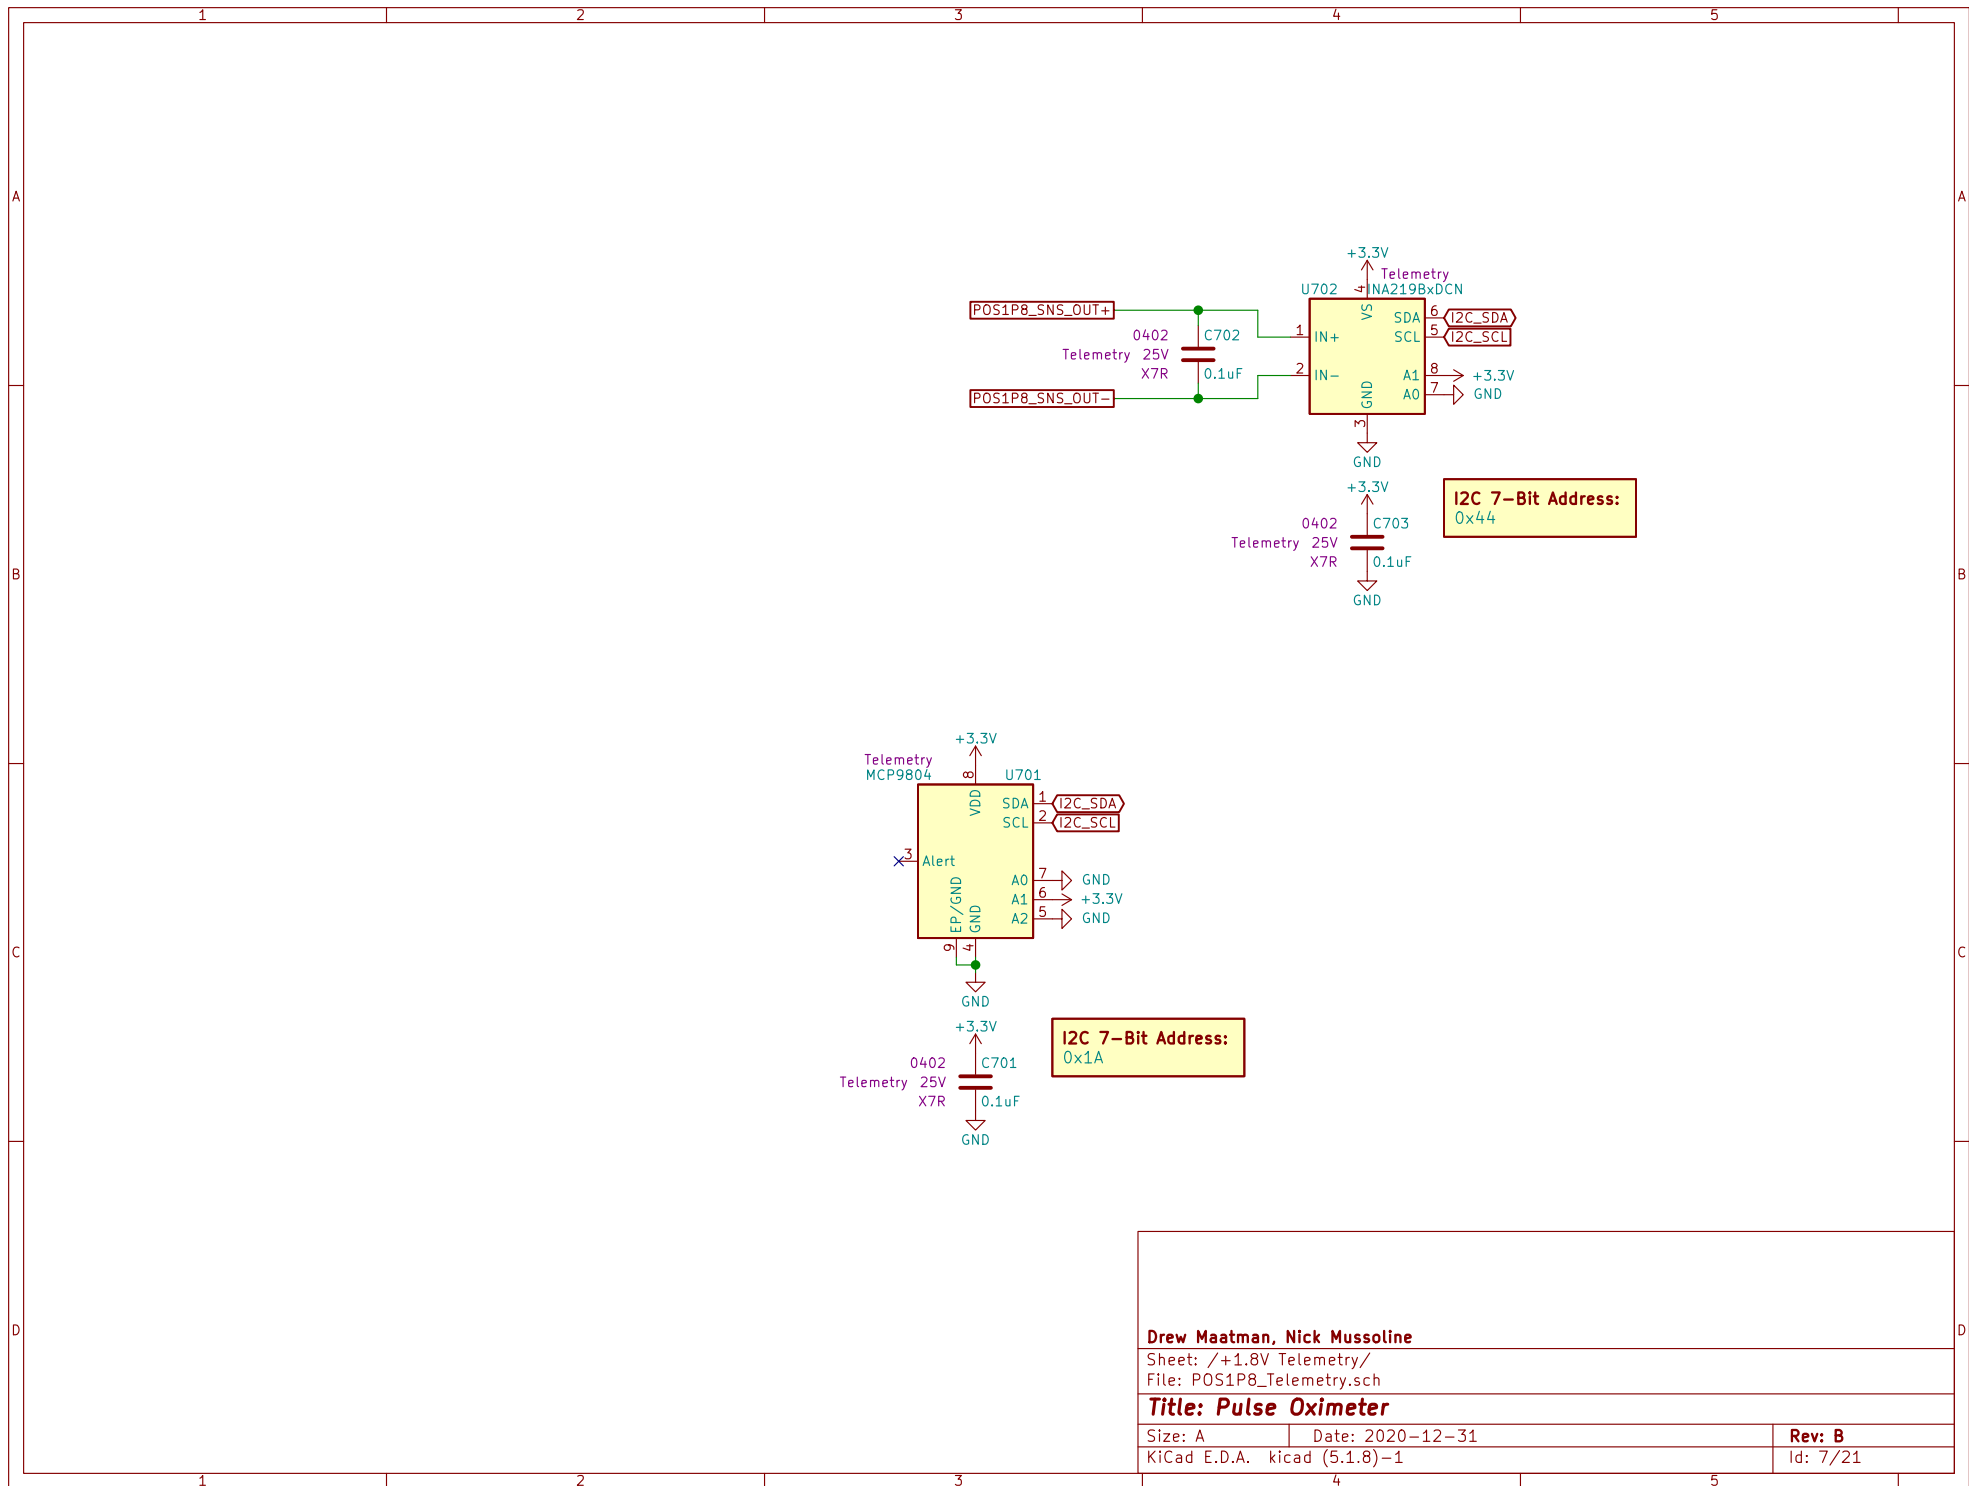 1 2 3 4 5
A A
+3.3V
Telemetry
U702 INA219BxDCN
4
VS
POS1P8_SNS_OUT+
SDA 6 I2C_SDA
0402 C702
1 IN+
SCL 5 I2C_SCL
Telemetry 25V
X7R 0.1uF
2 IN-
A1 8 +3.3V
A0 7 GND
POS1P8_SNS_OUT-
GND
3
GND
+3.3V
I2C 7-Bit Address:
0x44
0402 C703
Telemetry 25V
X7R 0.1uF
GND
B B
+3.3V
Telemetry
MCP9804 U701
8
VDD
SDA 1 I2C_SDA
SCL 2 I2C_SCL
3 Alert
A0 7 GND
A1 6 +3.3V
A2 5 GND
EP/GND
GND
9 4
C C
GND
+3.3V
I2C 7-Bit Address:
0x1A
0402 C701
Telemetry 25V
X7R 0.1uF
GND
D D
Drew Maatman, Nick Mussoline
Sheet: /+1.8V Telemetry/
File: POS1P8_Telemetry.sch
Title: Pulse Oximeter
Size: A Date: 2020-12-31 Rev: B
KiCad E.D.A. kicad (5.1.8)-1 Id: 7/21
1 2 3 4 5